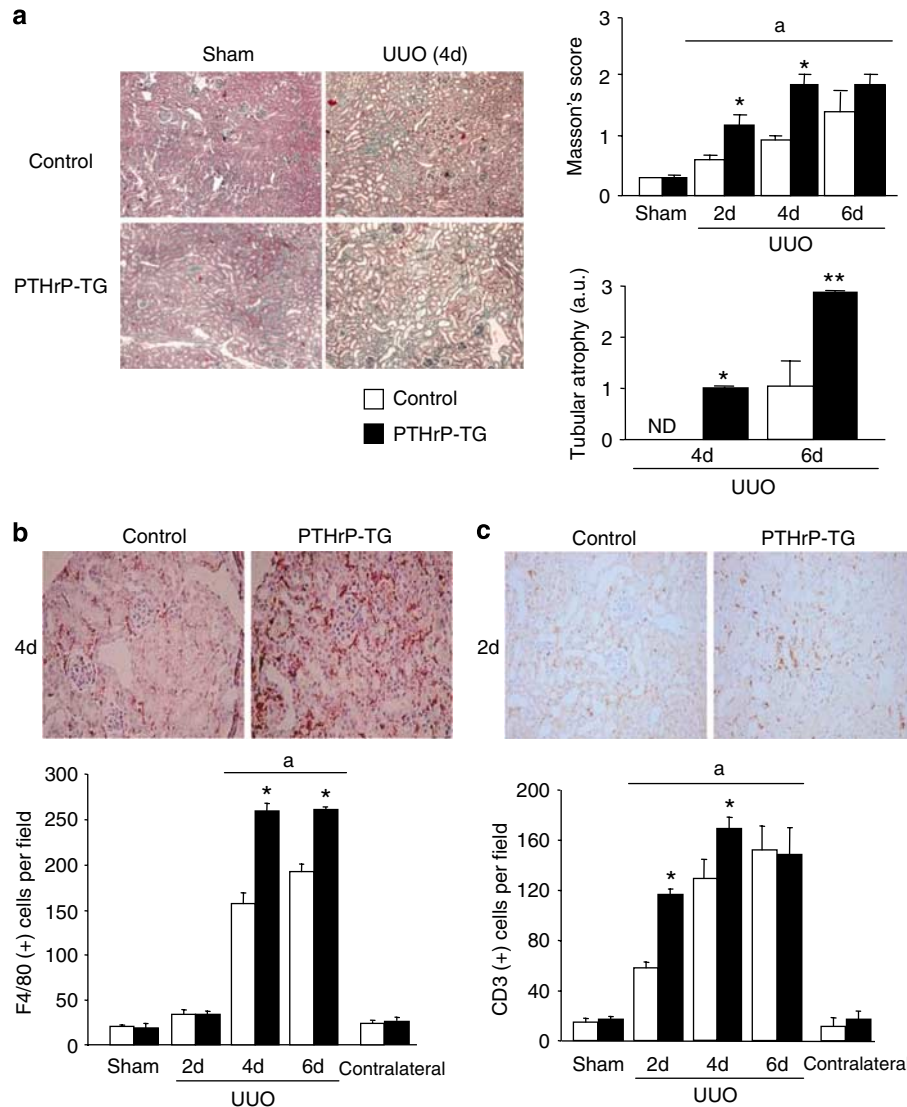 a
Sham
UUO (4d)
Control
PTHrP-TG
Control
PTHrP-TG
Masson's score
3
2
1
0
a
*
*
Sham
2d
4d
6d
UUO
Tubular atrophy (a.u.)
3
2
1
0
ND
*
**
4d
6d
UUO
b
Control
PTHrP-TG
4d
F4/80 (+) cells per field
300
250
200
150
100
50
0
a
*
*
Sham
2d
4d
6d
Contralateral
UUO
c
Control
PTHrP-TG
2d
CD3 (+) cells per field
200
160
120
80
40
0
a
*
*
Sham
2d
4d
6d
Contralateral
UUO